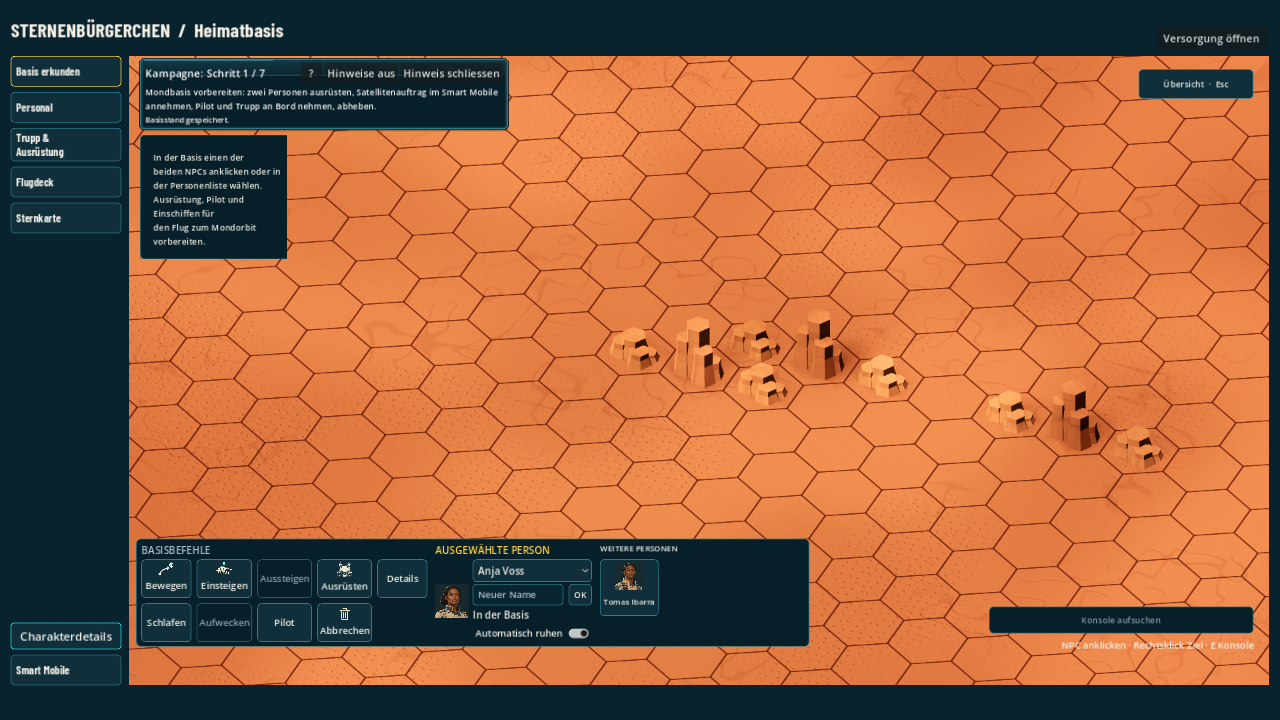 STERNENBÜRGERCHEN / Heimatbasis
Versorgung öffnen
Basis erkunden
Personal
Trupp &
Ausrüstung
Flugdeck
Sternkarte
Kampagne: Schritt 1 / 7
?
Hinweise aus
Hinweis schliessen
Mondbasis vorbereiten: zwei Personen ausrüsten, Satellitenauftrag im Smart Mobile
annehmen, Pilot und Trupp an Bord nehmen, abheben.
Basisstand gespeichert.
Übersicht · Esc
In der Basis einen der
beiden NPCs anklicken oder in
der Personenliste wählen.
Ausrüstung, Pilot und
Einschiffen für
den Flug zum Mondorbit
vorbereiten.
BASISBEFEHLE
Bewegen
Einsteigen
Aussteigen
Ausrüsten
Details
Schlafen
Aufwecken
Pilot
Abbrechen
AUSGEWÄHLTE PERSON
Anja Voss
Neuer Name
OK
In der Basis
Automatisch ruhen
WEITERE PERSONEN
Tomas Ibarra
Konsole aufsuchen
NPC anklicken · Rechtsklick Ziel · E Konsole
Charakterdetails
Smart Mobile